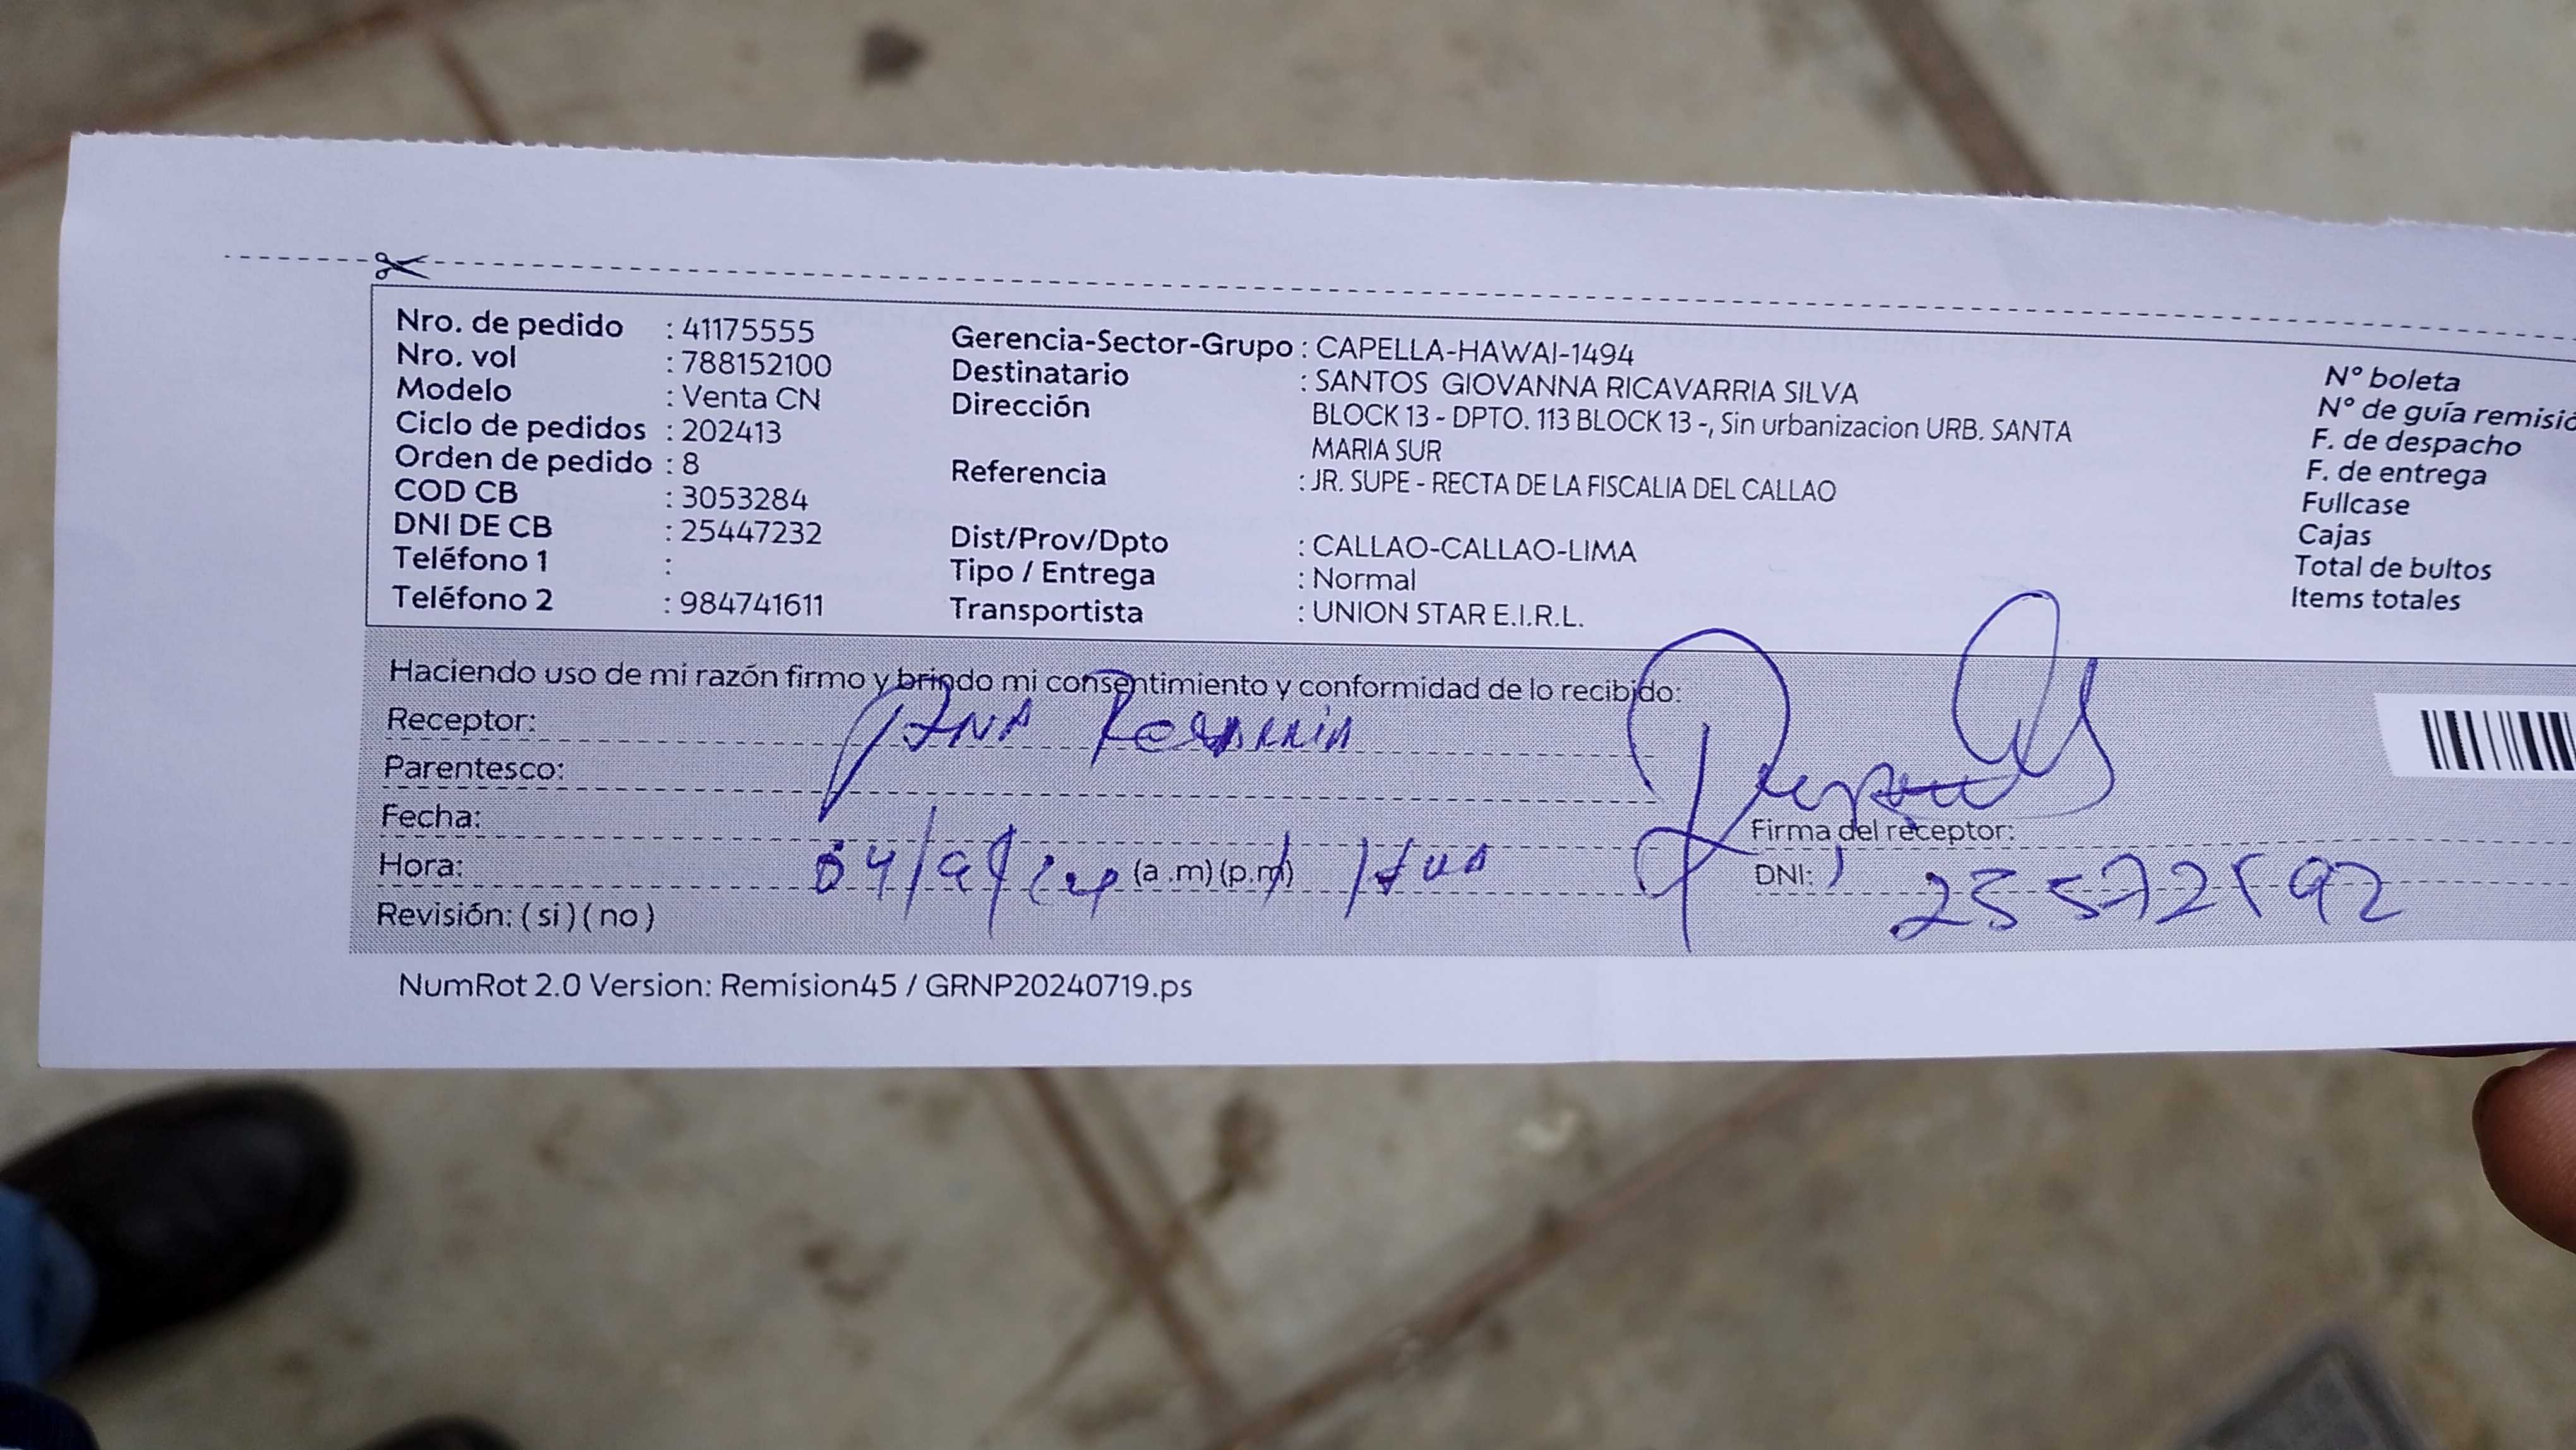 Nro. de pedido : 41175555
Nro. vol : 788152100
Modelo : Venta CN
Ciclo de pedidos : 202413
Orden de pedido : 8
COD CB : 3053284
DNI DE CB : 25447232
Teléfono 1 :
Teléfono 2 : 984741611
Gerencia-Sector-Grupo : CAPELLA-HAWAI-1494
Destinatario : SANTOS GIOVANNA RICAVARRIA SILVA
Dirección BLOCK 13 - DPTO. 113 BLOCK 13 -, Sin urbanizacion URB. SANTA
MARIA SUR
Referencia : JR. SUPE - RECTA DE LA FISCALIA DEL CALLAO
Dist/Prov/Dpto : CALLAO-CALLAO-LIMA
Tipo / Entrega : Normal
Transportista : UNION STAR E.I.R.L.
N° boleta
N° de guía remisió
F. de despacho
F. de entrega
Fullcase
Cajas
Total de bultos
Items totales
Haciendo uso de mi razón firmo y brindo mi consentimiento y conformidad de lo recibido:
Receptor: ANA
Parentesco:
Fecha:
Hora: (a .m) (p.m)
Revisión: ( si ) ( no )
Firma del receptor:
DNI:
NumRot 2.0 Version: Remision45 / GRNP20240719.ps